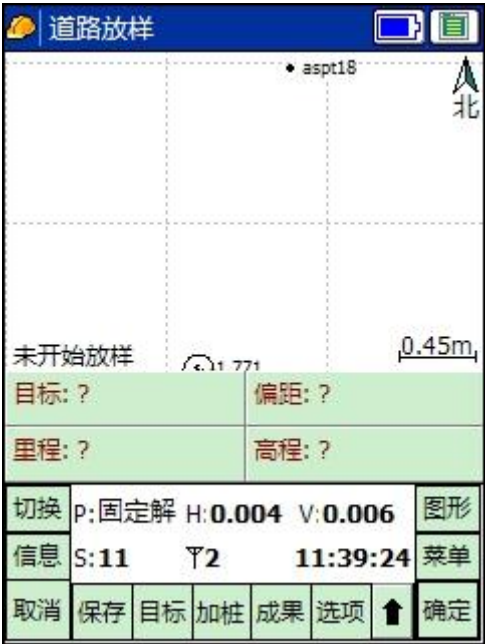 道路放样
aspt18
北
未开始放样
1.771
0.45m
目标: ?
偏距: ?
里程: ?
高程: ?
切换 P:固定解 H:0.004 V:0.006 图形
信息 S:11 2 11:39:24 菜单
取消 保存 目标 加桩 成果 选项 确定